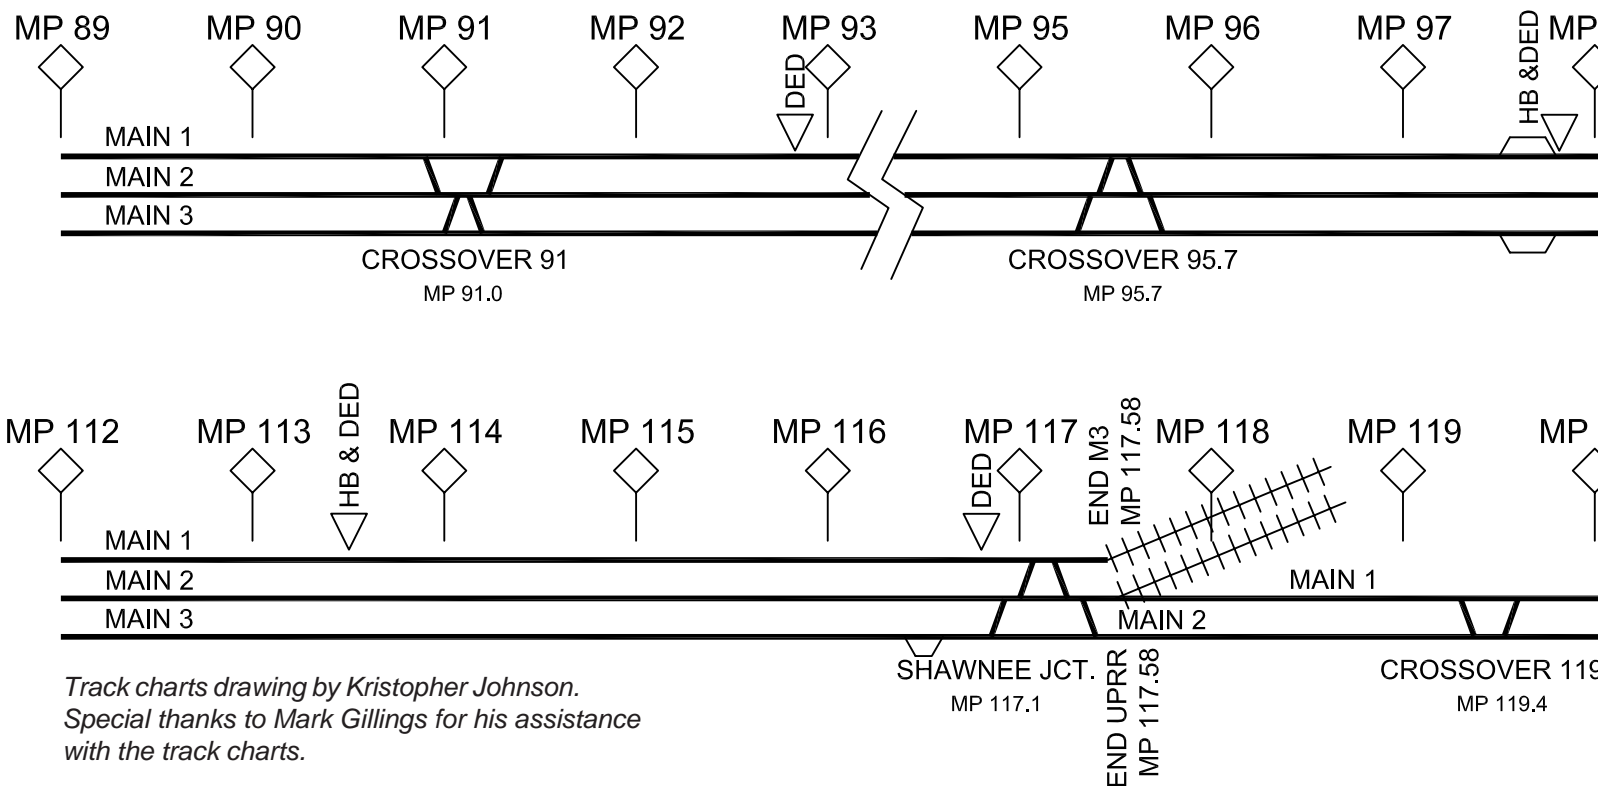 MP 89 MP 90 MP 91 MP 92 MP 93 MP 95 MP 96 MP 97 MP
DED
HB &DED
MAIN 1
MAIN 2
MAIN 3
CROSSOVER 91
MP 91.0
CROSSOVER 95.7
MP 95.7
MP 112 MP 113 MP 114 MP 115 MP 116 MP 117 MP 118 MP 119 MP
HB & DED
DED
END M3
MP 117.58
MAIN 1
MAIN 2
MAIN 3
MAIN 1
MAIN 2
SHAWNEE JCT.
MP 117.1
END UPRR
MP 117.58
CROSSOVER 119
MP 119.4
Track charts drawing by Kristopher Johnson.
Special thanks to Mark Gillings for his assistance
with the track charts.